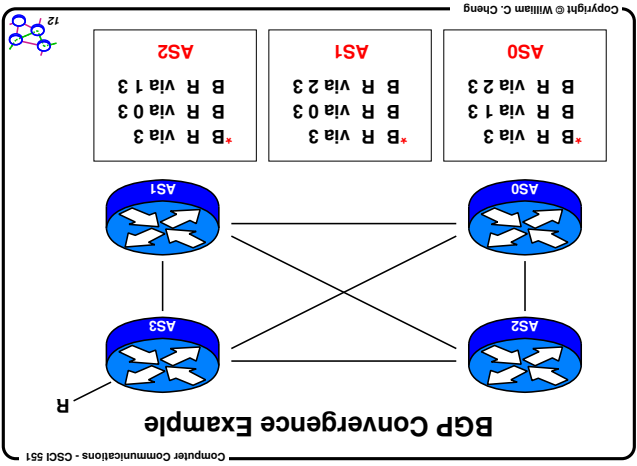 Computer Communications - CSCI 551
BGP Convergence Example
R
AS2
AS3
AS0
AS1
AS0
*B R via 3
B R via 1 3
B R via 2 3
AS1
*B R via 3
B R via 0 3
B R via 2 3
AS2
*B R via 3
B R via 0 3
B R via 1 3
12
Copyright © William C. Cheng